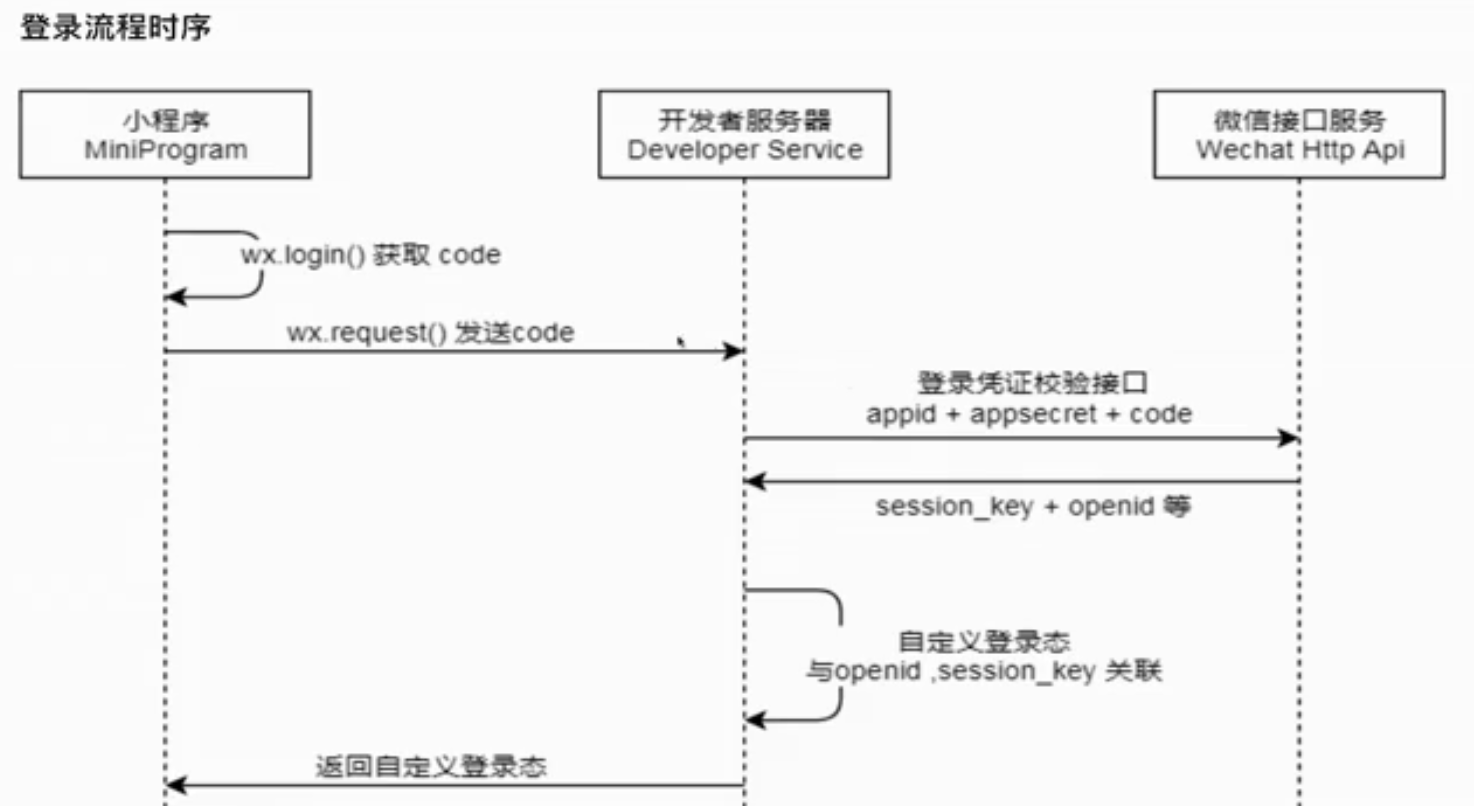 登录流程时序
小程序
MiniProgram
开发者服务器
Developer Service
微信接口服务
Wechat Http Api
wx.login() 获取 code
wx.request() 发送code
登录凭证校验接口
appid + appsecret + code
session_key + openid 等
自定义登录态
与openid ,session_key 关联
返回自定义登录态